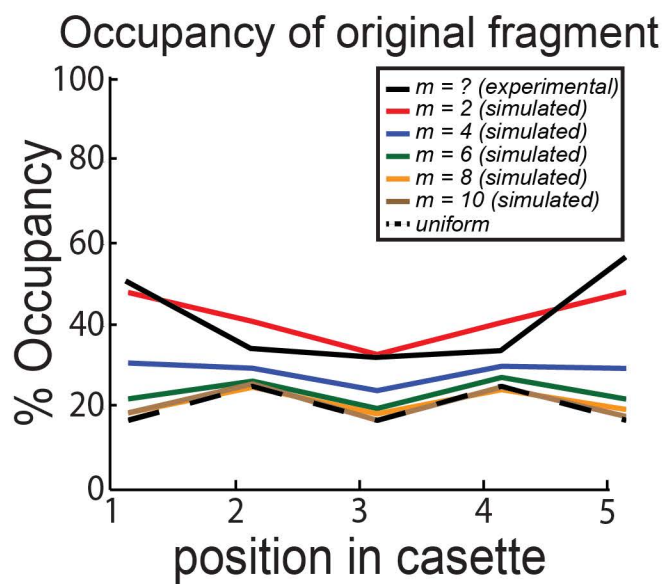 Occupancy of original fragment
% Occupancy
100
80
60
40
20
0
m = ? (experimental)
m = 2 (simulated)
m = 4 (simulated)
m = 6 (simulated)
m = 8 (simulated)
m = 10 (simulated)
uniform
1 2 3 4 5
position in casette